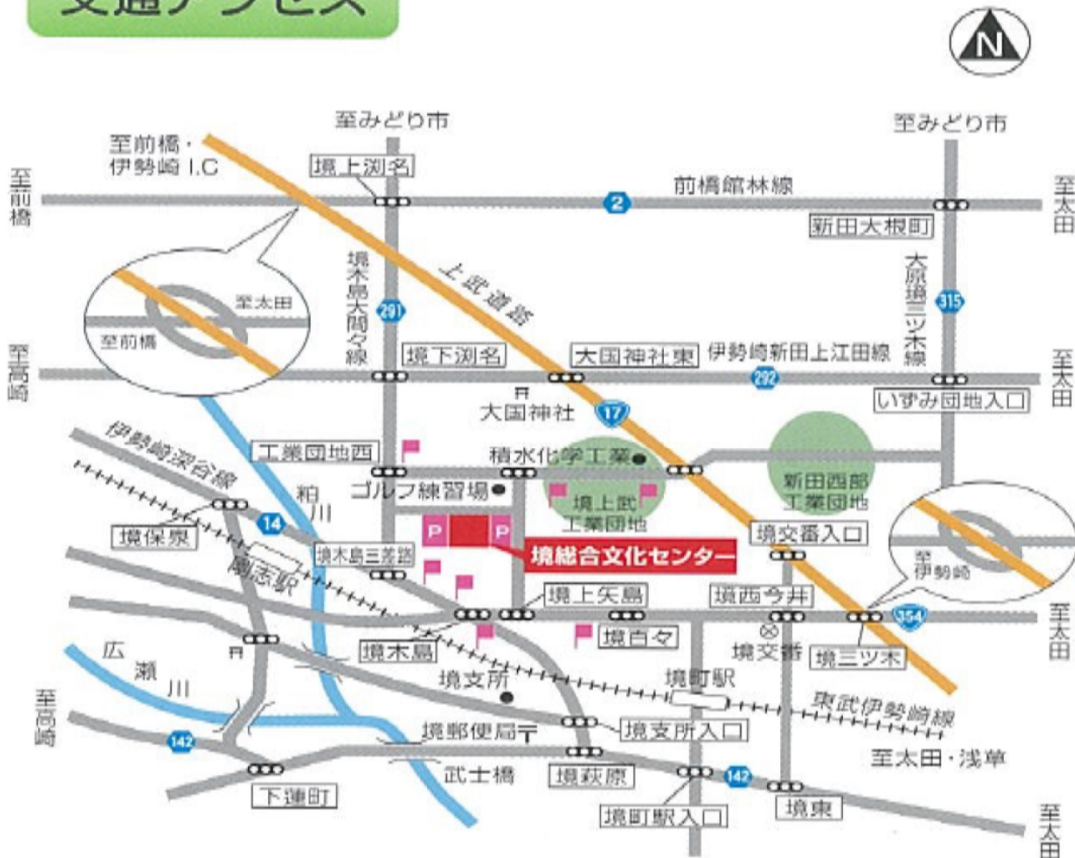 交通アクセス
N
至みどり市
至みどり市
至前橋・
伊勢崎 I.C
境上渕名
前橋館林線
至前橋
2
至太田
新田大根町
境木島大間々線
上武道路
大原境三ツ木線
至太田
291
315
至前橋
至高崎
境下渕名
大国神社東
伊勢崎新田上江田線
至太田
292
大国神社
17
いずみ団地入口
伊勢崎深谷線
工業団地西
積水化学工業
粕川
ゴルフ練習場
境上武
工業団地
新田西部
工業団地
14
境保泉
P
P
境交番入口
境総合文化センター
至
伊勢崎
剛志駅
境木島三差路
境上矢島
境西今井
354
至太田
境木島
境百々
境交番
境三ツ木
広瀬川
境支所
境町駅
東武伊勢崎線
至高崎
142
境郵便局〒
境支所入口
至太田・浅草
武士橋
境萩原
142
下蓮町
境町駅入口
境東
至太田